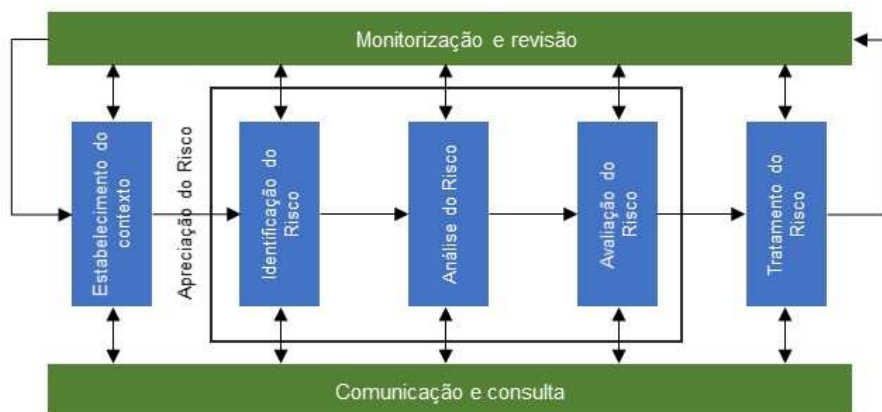 Monitorização e revisão
Estabelecimento do
contexto
Apreciação do Risco
Identificação do
Risco
Análise do Risco
Avaliação do
Risco
Tratamento do
Risco
Comunicação e consulta